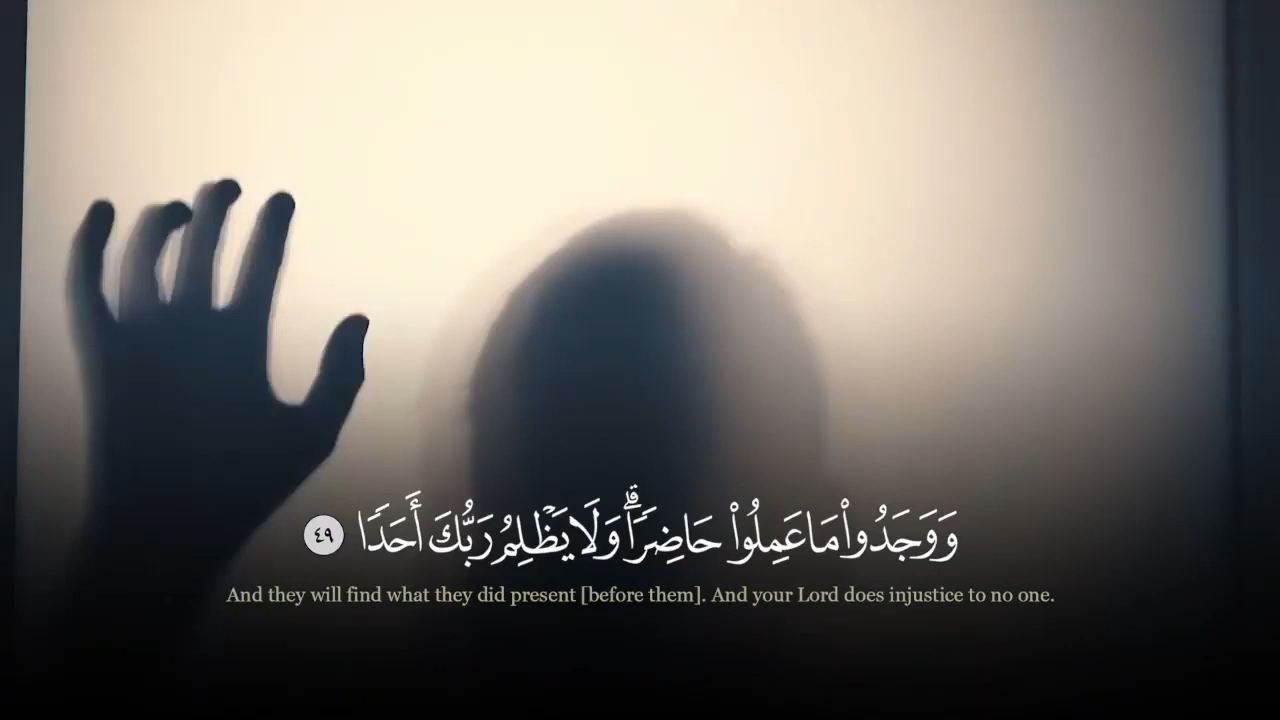 وَوَجَدُوا۟ مَا عَمِلُوا۟ حَاضِرًۭا ۗ وَلَا يَظْلِمُ رَبُّكَ أَحَدًۭا ٤٩
And they will find what they did present [before them]. And your Lord does injustice to no one.